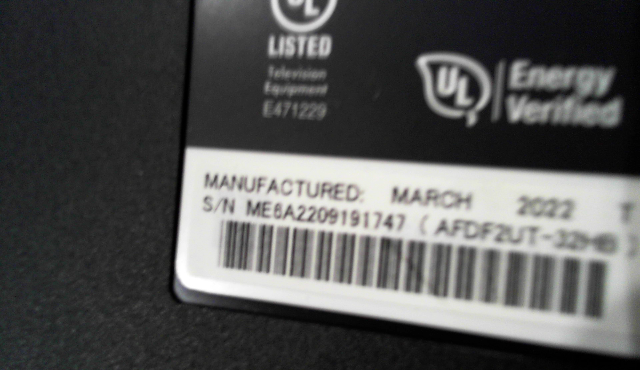 UL
LISTED
Television
Equipment
E471229
UL Energy
Verified
MANUFACTURED: MARCH 2022 T
S/N ME6A2209191747 ( AFDF2UT-32HB )